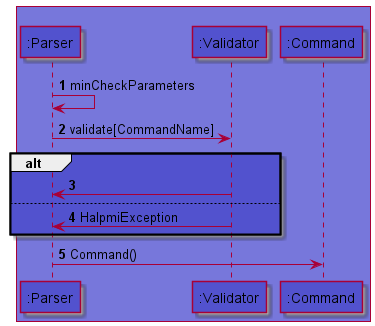 :Parser :Validator :Command
1 minCheckParameters
2 validate[CommandName]
alt
3
4 HalpmiException
5 Command()
:Parser :Validator :Command